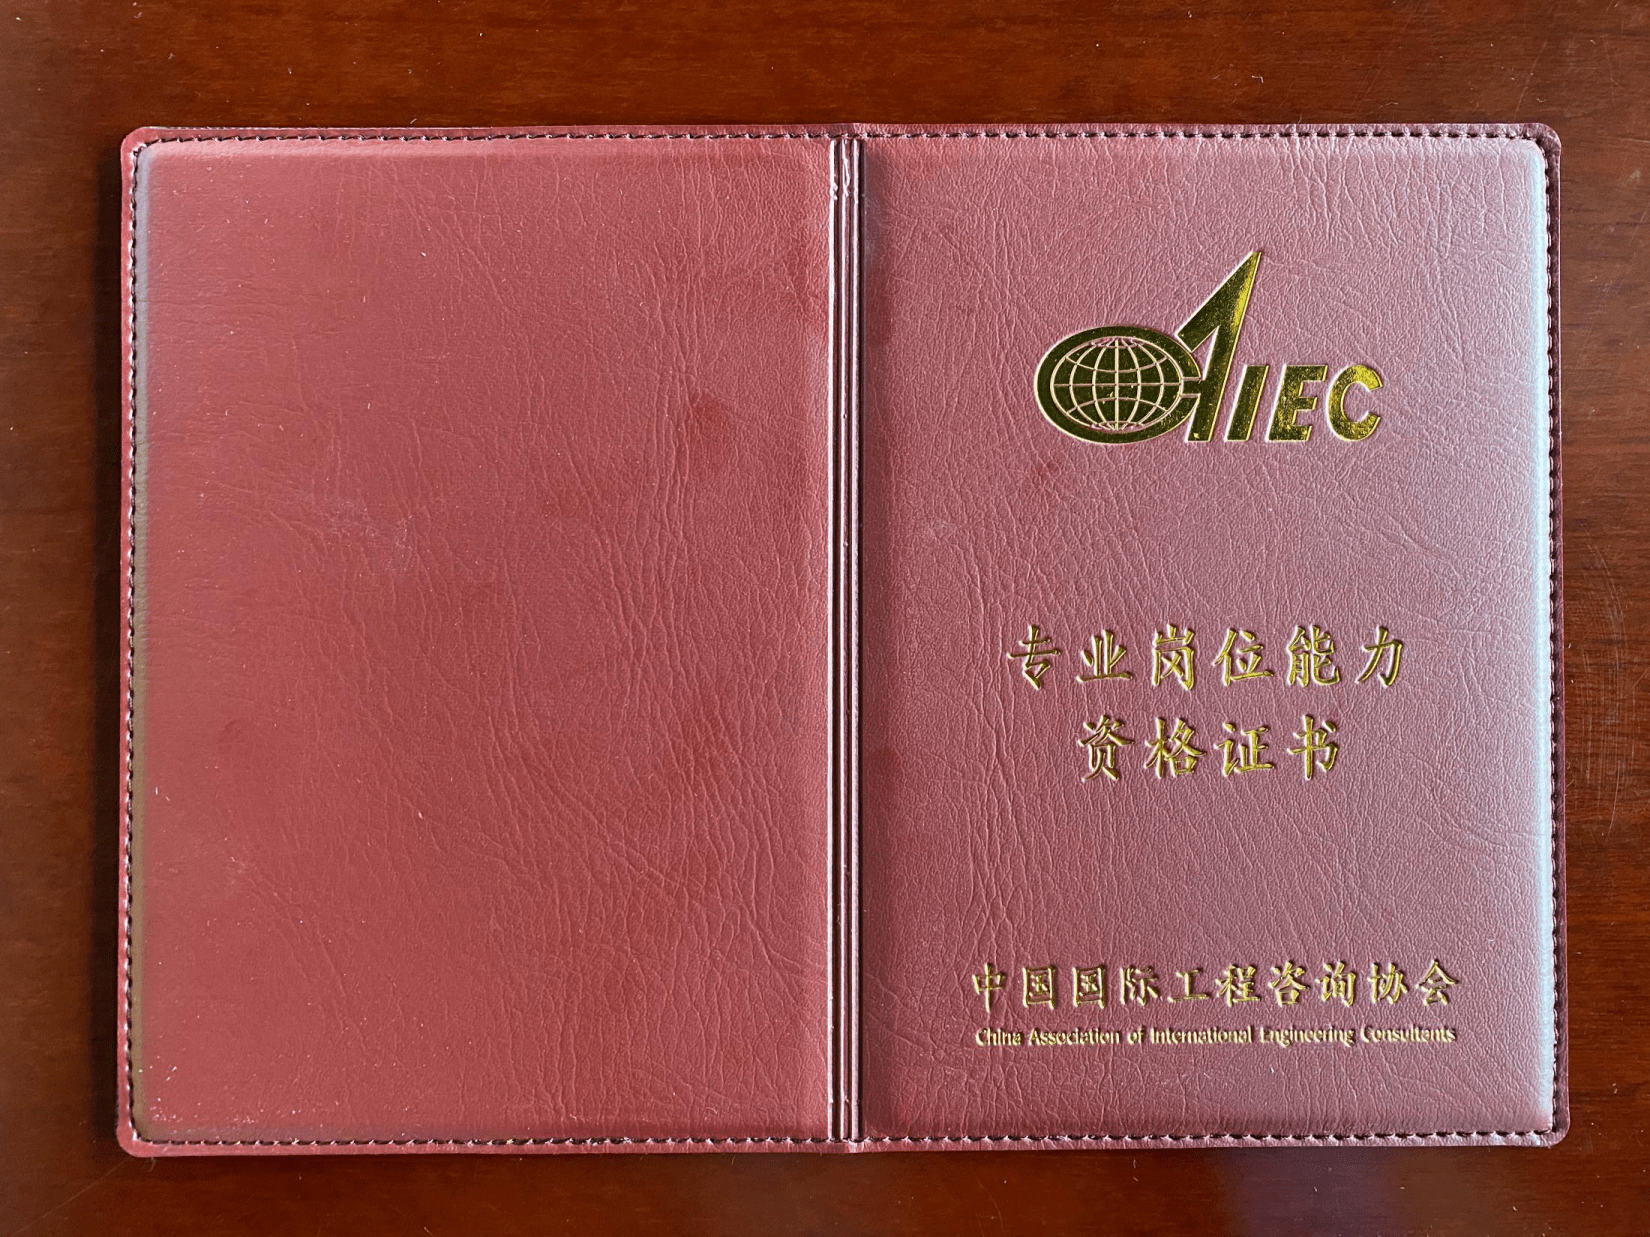 CAIEC
专业岗位能力
资格证书
中国国际工程咨询协会
China Association of International Engineering Consultants